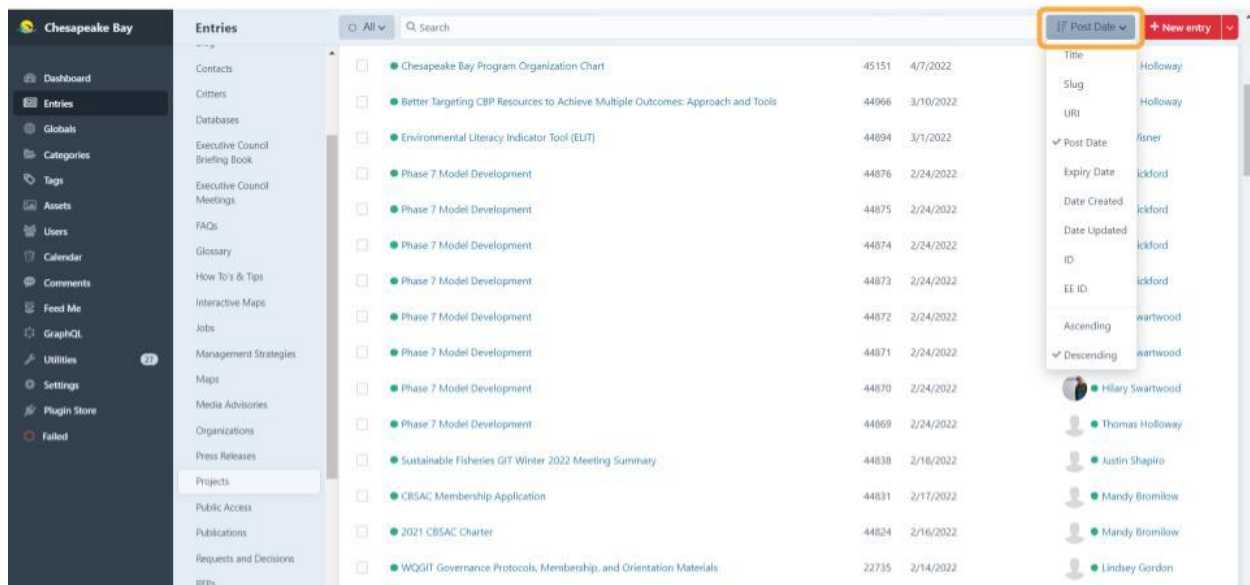 Chesapeake Bay
Dashboard
Entries
Globals
Categories
Tags
Assets
Users
Calendar
Comments
Feed Me
GraphQL
Utilities 27
Settings
Plugin Store
Failed
Entries
Contacts
Critters
Databases
Executive Council
Briefing Book
Executive Council
Meetings
FAQs
Glossary
How To's & Tips
Interactive Maps
Jobs
Management Strategies
Maps
Media Advisories
Organizations
Press Releases
Projects
Public Access
Publications
Requests and Decisions
All Search Post Date + New entry
Chesapeake Bay Program Organization Chart 45151 4/7/2022 Holloway
Better Targeting CBP Resources to Achieve Multiple Outcomes: Approach and Tools 44966 3/10/2022 Holloway
Environmental Literacy Indicator Tool (ELIT) 44894 3/1/2022 isner
Phase 7 Model Development 44876 2/24/2022 ickford
Phase 7 Model Development 44875 2/24/2022 ickford
Phase 7 Model Development 44874 2/24/2022 ickford
Phase 7 Model Development 44873 2/24/2022 ickford
Phase 7 Model Development 44872 2/24/2022 wartwood
Phase 7 Model Development 44871 2/24/2022 wartwood
Phase 7 Model Development 44870 2/24/2022 Hilary Swartwood
Phase 7 Model Development 44869 2/24/2022 Thomas Holloway
Sustainable Fisheries GIT Winter 2022 Meeting Summary 44838 2/18/2022 Justin Shapiro
CBSAC Membership Application 44831 2/17/2022 Mandy Bromilow
2021 CBSAC Charter 44824 2/16/2022 Mandy Bromilow
WQGIT Governance Protocols, Membership, and Orientation Materials 22735 2/14/2022 Lindsey Gordon
Title
Slug
URI
Post Date
Expiry Date
Date Created
Date Updated
ID
EE ID
Ascending
Descending